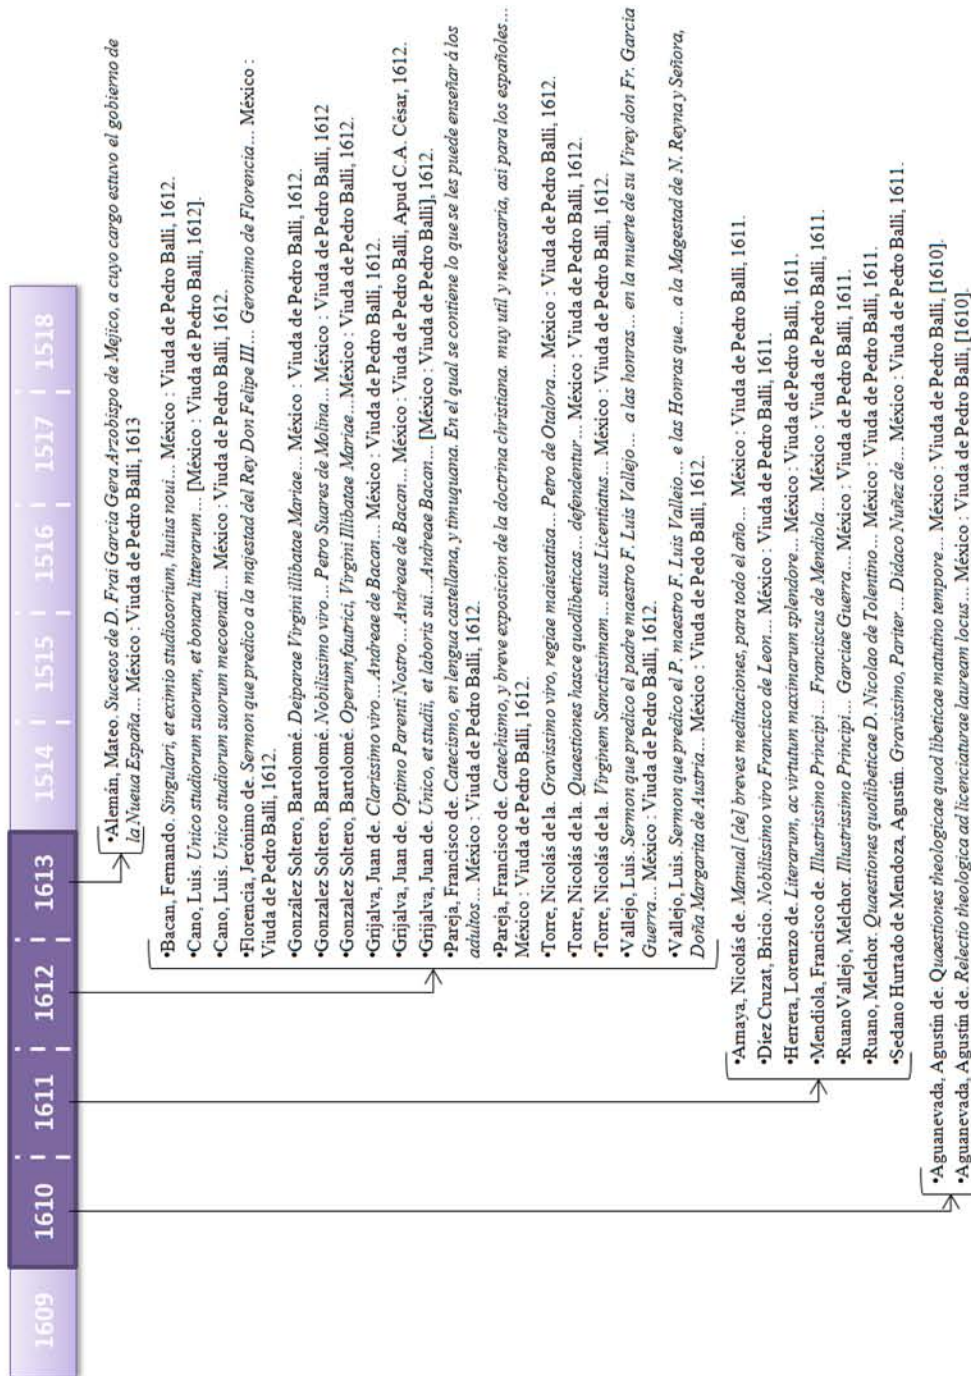 1609 1610 1611 1612 1613 1514 1515 1516 1517 1518
•Alemán, Mateo. Sucesos de D. Frai García Gera Arzobispo de Mejico, a cuyo cargo estuvo el gobierno de
la Nueua España… México : Viuda de Pedro Balli, 1613
•Bacan, Fernando. Singulari, et eximio studiosorium, huius noui… México : Viuda de Pedro Balli, 1612.
•Cano, Luis. Unico studiorum suorum, et bonaru litterarum… [México : Viuda de Pedro Balli, 1612].
•Cano, Luis. Unico studiorum suorum mecoenati… México : Viuda de Pedro Balli, 1612.
•Florencia, Jerónimo de. Sermon que predico a la majestad del Rey Don Felipe III… Geronimo de Florencia… México :
Viuda de Pedro Balli, 1612.
•González Soltero, Bartolomé. Deiparae Virgini illibatae Mariae… México : Viuda de Pedro Balli, 1612.
•Gonzalez Soltero, Bartolomé. Nobilissimo viro… Petro Suares de Molina… México : Viuda de Pedro Balli, 1612
•Gonzalez Soltero, Bartolomé. Operum fautrici, Virgini Illibatae Mariae…México : Viuda de Pedro Balli, 1612.
•Grijalva, Juan de. Clarissimo viro…Andreae de Bacan… México : Viuda de Pedro Balli, 1612.
•Grijalva, Juan de. Optimo Parenti Nostro…Andreae de Bacan… México : Viuda de Pedro Balli, Apud C.A. César, 1612.
•Grijalva, Juan de. Unico, et studii, et laboris sui…Andreae Bacan… [México : Viuda de Pedro Balli], 1612.
•Pareja, Francisco de. Catecismo, en lengua castellana, y timuquana. En el qual se contiene lo que se les puede enseñar á los
adultos… México : Viuda de Pedro Balli, 1612.
•Pareja, Francisco de. Catechismo, y breve exposicion de la doctrina christiana. muy util y necessaria, asi para los españoles…
México : Viuda de Pedro Balli, 1612.
•Torre, Nicolás de la. Gravissimo viro, regiae maiestatisa… Petro de Otalora… México : Viuda de Pedro Balli, 1612.
•Torre, Nicolás de la. Quaestiones hasce quodlibeticas… defendentur… México : Viuda de Pedro Balli, 1612.
•Torre, Nicolás de la. Virginem Sanctissimam… suus Licentiatus… México : Viuda de Pedro Balli, 1612.
•Vallejo, Luis. Sermon que predico el padre maestro F. Luis Vallejo… a las honras… en la muerte de su Virey don Fr. Garcia
Guerra… México : Viuda de Pedro Balli, 1612.
•Vallejo, Luis. Sermon que predico el P. maestro F. Luis Valleio… e las Honras que… a la Magestad de N. Reyna y Señora,
Doña Margarita de Austria… México : Viuda de Pedo Balli, 1612.
•Amaya, Nicolás de. Manual [de] breves meditaciones, para todo el año… México : Viuda de Pedro Balli, 1611.
•Diez Cruzat, Bricio. Nobilissimo viro Francisco de Leon… México : Viuda de Pedro Balli, 1611.
•Herrera, Lorenzo de. Literarum, ac virtutum maximarum splendore… México : Viuda de Pedro Balli, 1611.
•Mendiola, Francisco de. Illustrissimo Principi… Franciscus de Mendiola… México : Viuda de Pedro Balli, 1611.
•Ruano Vallejo, Melchor. Illustrissimo Principi… Garciae Guerra… México : Viuda de Pedro Balli, 1611.
•Ruano, Melchor. Quaestiones quotlibeticae D. Nicolao de Tolentino… México : Viuda de Pedro Balli, 1611.
•Sedano Hurtado de Mendoza, Agustín. Gravissimo, Pariter… Didaco Nuñez de… México : Viuda de Pedro Balli, 1611.
•Aguanevada, Agustín de. Quaestiones theologicae quod libeticae matutino tempore… México : Viuda de Pedro Balli, [1610].
•Aguanevada, Agustín de. Relectio theologica ad licenciaturae lauream locus… México : Viuda de Pedro Balli, [1610].